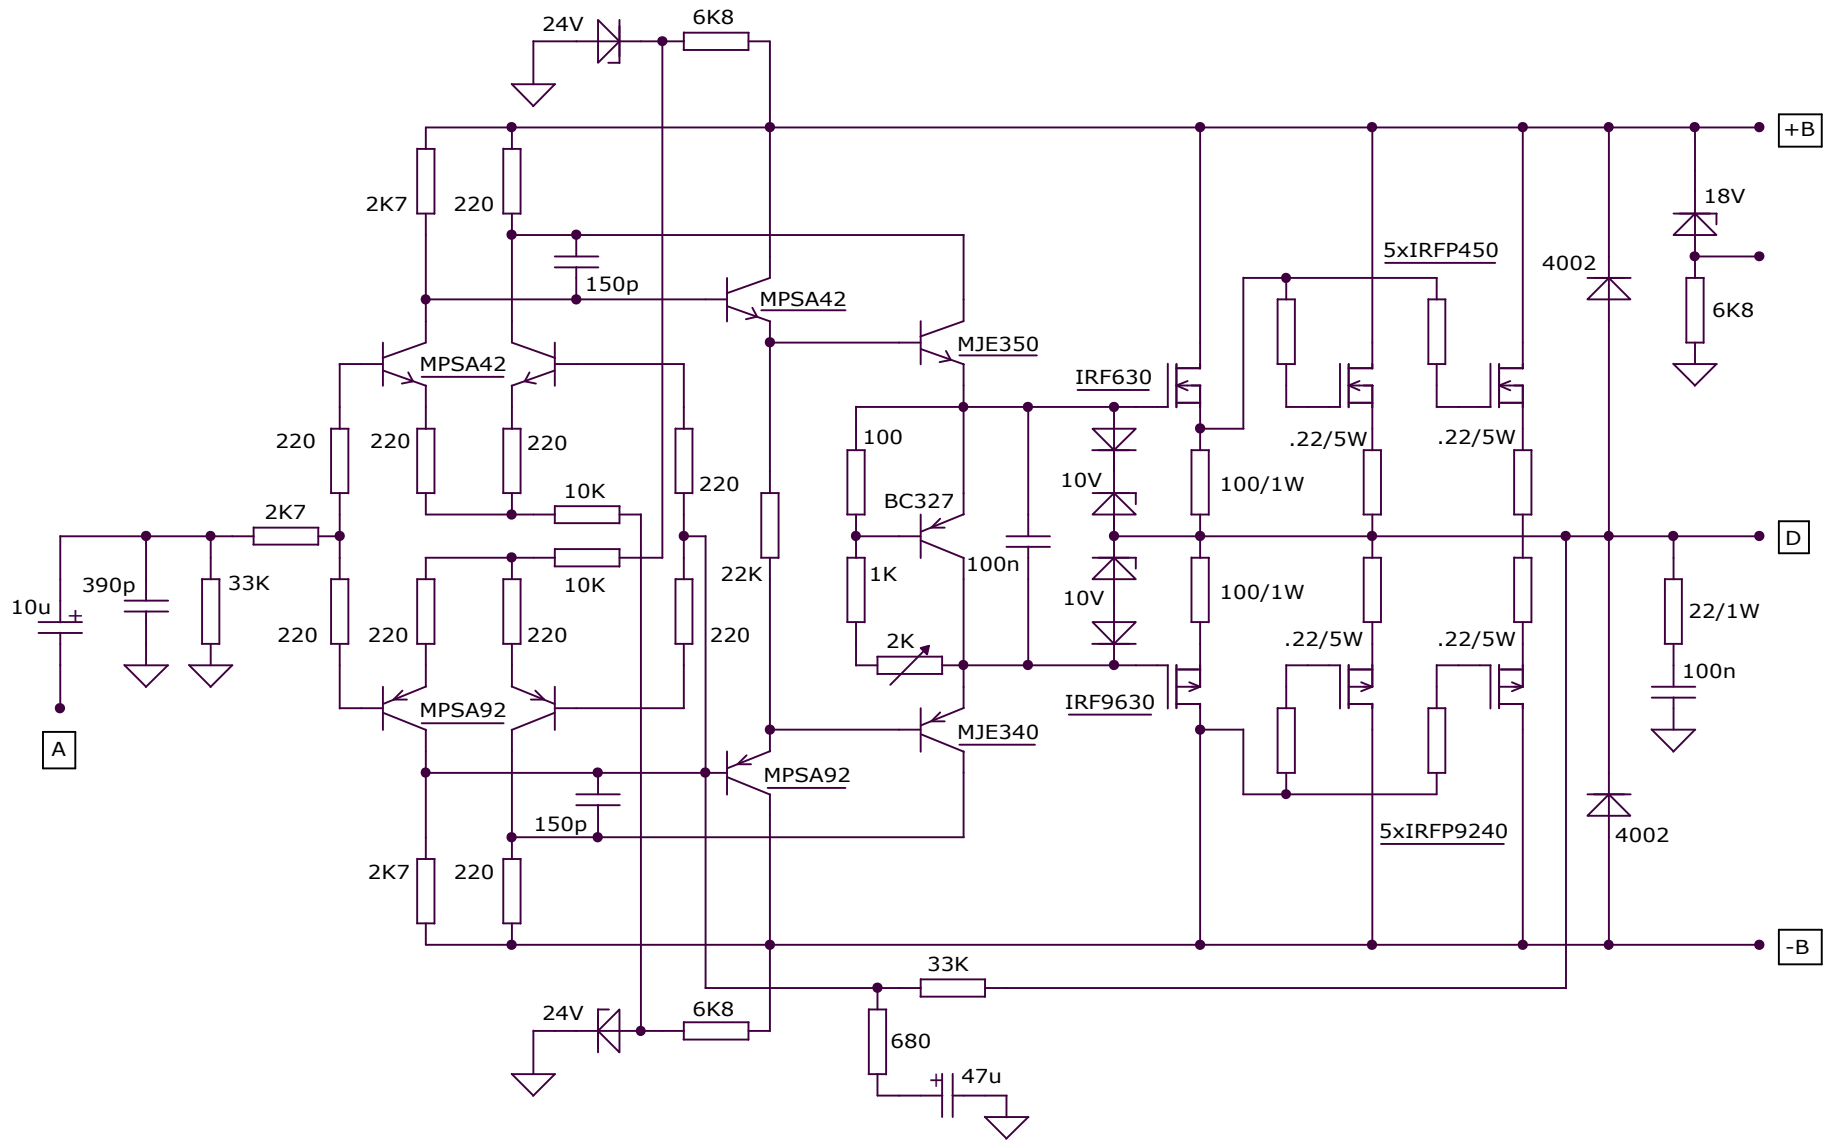 24V
6K8
+B
2K7
220
18V
5xIRFP450
4002
150p
MPSA42
6K8
MJE350
MPSA42
IRF630
220
220
220
100
.22/5W
.22/5W
10V
220
100/1W
10K
BC327
2K7
D
100n
390p
33K
10K
22K
1K
10V
100/1W
10u
+
220
220
220
220
2K
.22/5W
.22/5W
22/1W
100n
MPSA92
IRF9630
A
MJE340
MPSA92
150p
5xIRFP9240
4002
2K7
220
-B
33K
24V
6K8
680
+
47u